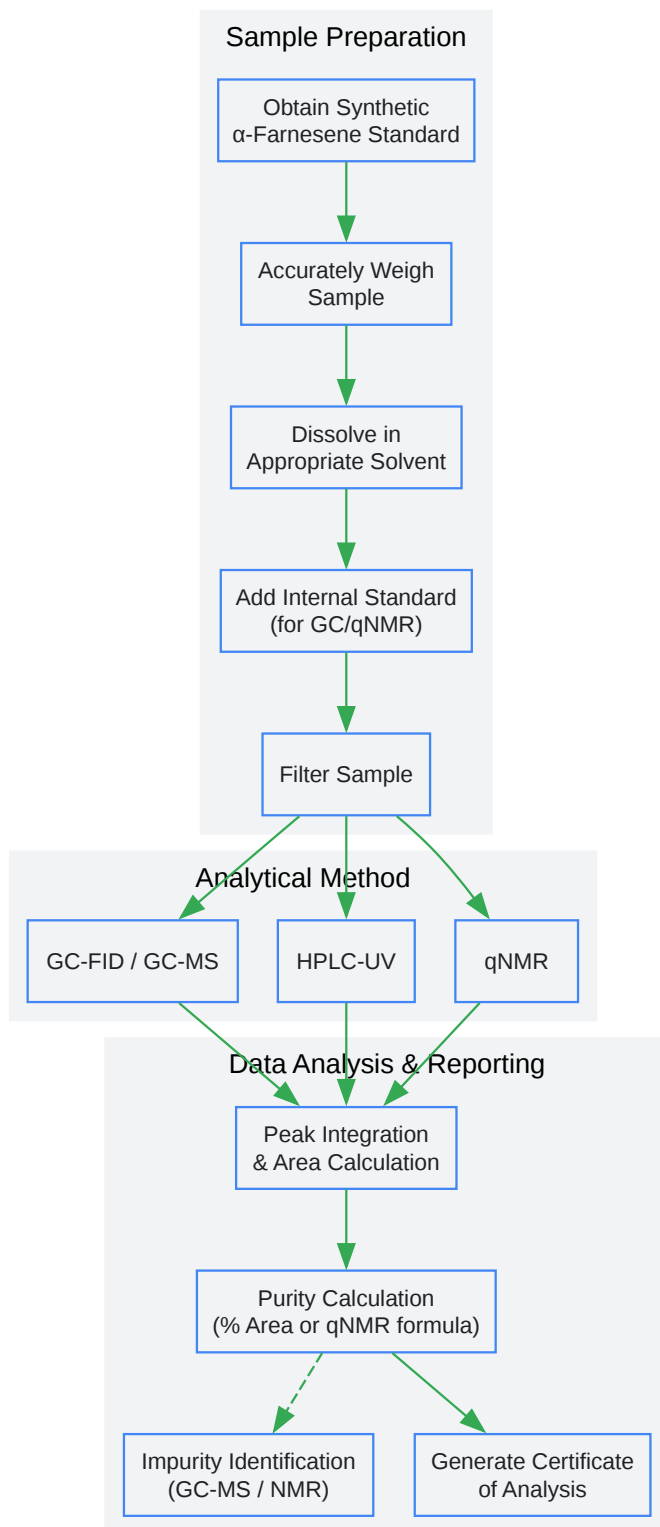 Sample Preparation
Obtain Synthetic
α-Farnesene Standard
Accurately Weigh
Sample
Dissolve in
Appropriate Solvent
Add Internal Standard
(for GC/qNMR)
Filter Sample
Analytical Method
GC-FID / GC-MS
HPLC-UV
qNMR
Data Analysis & Reporting
Peak Integration
& Area Calculation
Purity Calculation
(% Area or qNMR formula)
Impurity Identification
(GC-MS / NMR)
Generate Certificate
of Analysis